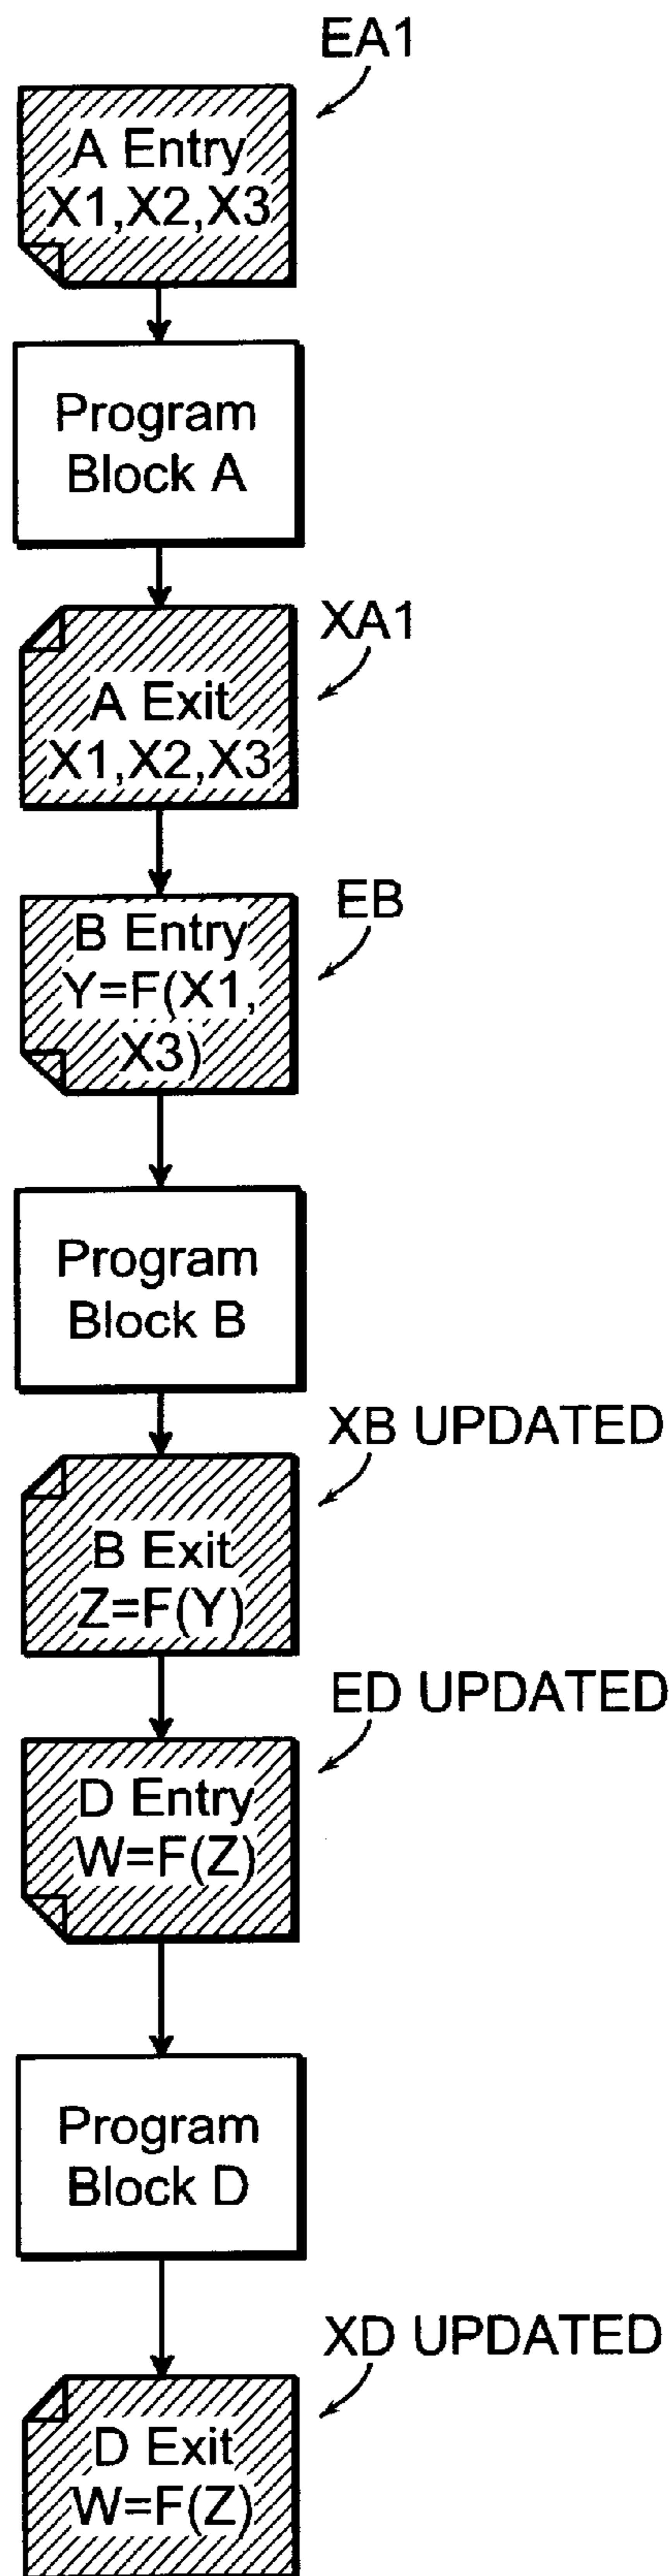 EA1
A Entry
X1,X2,X3
Program
Block A
XA1
A Exit
X1,X2,X3
EB
B Entry
Y=F(X1,
X3)
Program
Block B
XB UPDATED
B Exit
Z=F(Y)
ED UPDATED
D Entry
W=F(Z)
Program
Block D
XD UPDATED
D Exit
W=F(Z)